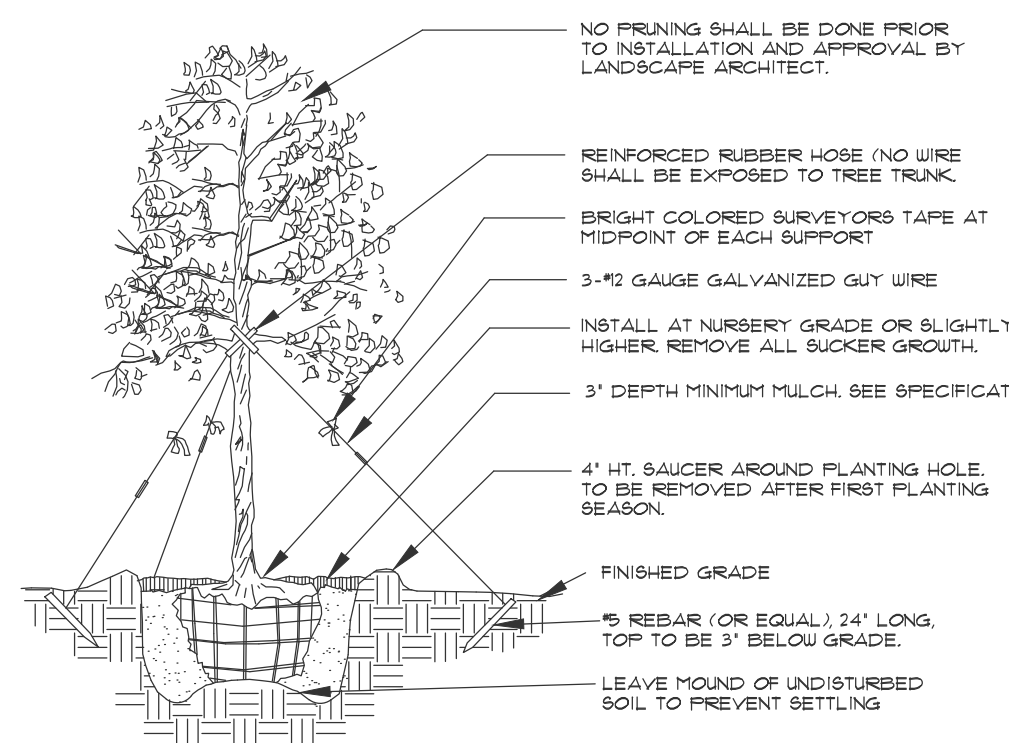 NO PRUNING SHALL BE DONE PRIOR
TO INSTALLATION AND APPROVAL BY
LANDSCAPE ARCHITECT.
REINFORCED RUBBER HOSE (NO WIRE
SHALL BE EXPOSED TO TREE TRUNK.
BRIGHT COLORED SURVEYORS TAPE AT
MIDPOINT OF EACH SUPPORT
3-#12 GAUGE GALVANIZED GUY WIRE
INSTALL AT NURSERY GRADE OR SLIGHTLY
HIGHER. REMOVE ALL SUCKER GROWTH.
3" DEPTH MINIMUM MULCH. SEE SPECIFICAT
4" HT. SAUCER AROUND PLANTING HOLE.
TO BE REMOVED AFTER FIRST PLANTING
SEASON.
FINISHED GRADE
#5 REBAR (OR EQUAL), 24" LONG,
TOP TO BE 3" BELOW GRADE.
LEAVE MOUND OF UNDISTURBED
SOIL TO PREVENT SETTLING